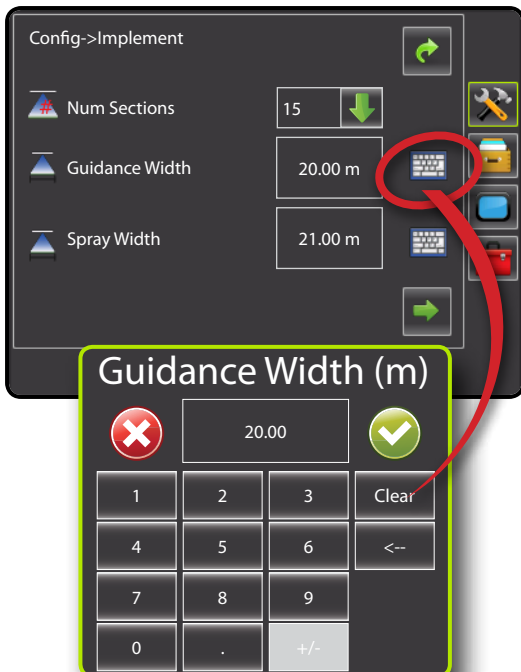 Config->Implement
#
Num Sections
15
Guidance Width
20.00 m
Spray Width
21.00 m
Guidance Width (m)
20.00
1 2 3 Clear
4 5 6 <--
7 8 9
0 . +/-